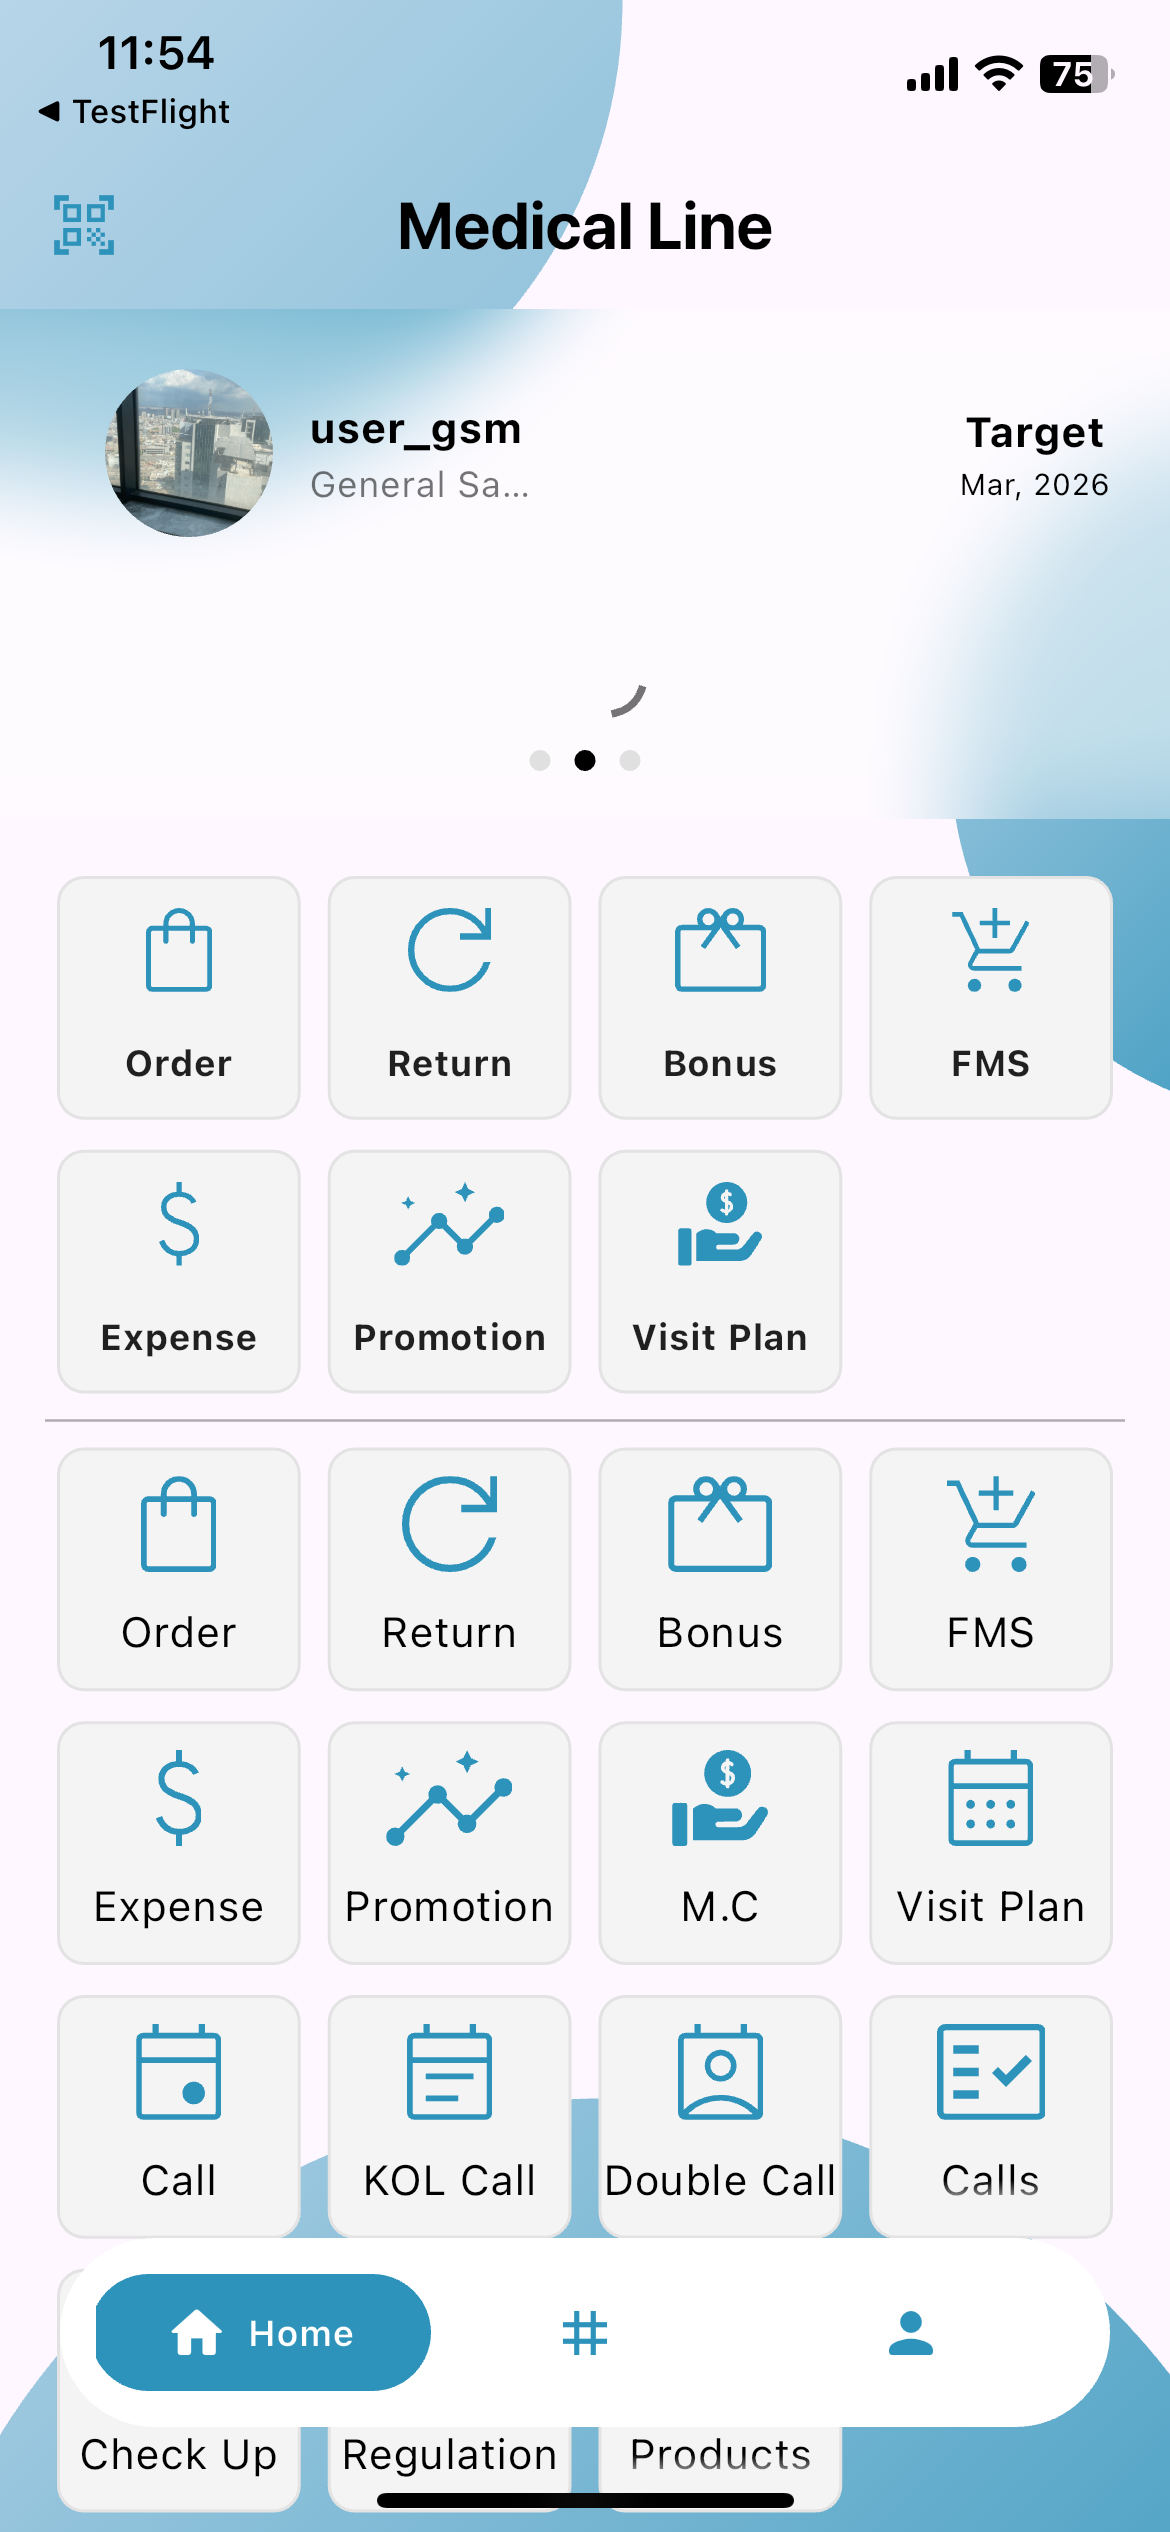 11:54
75
◀ TestFlight
Medical Line
user_gsm
Target
General Sa...
Mar, 2026
Order
Return
Bonus
FMS
Expense
Promotion
Visit Plan
Order
Return
Bonus
FMS
Expense
Promotion
M.C
Visit Plan
Call
KOL Call
Double Call
Calls
Home
Check Up
Regulation
Products